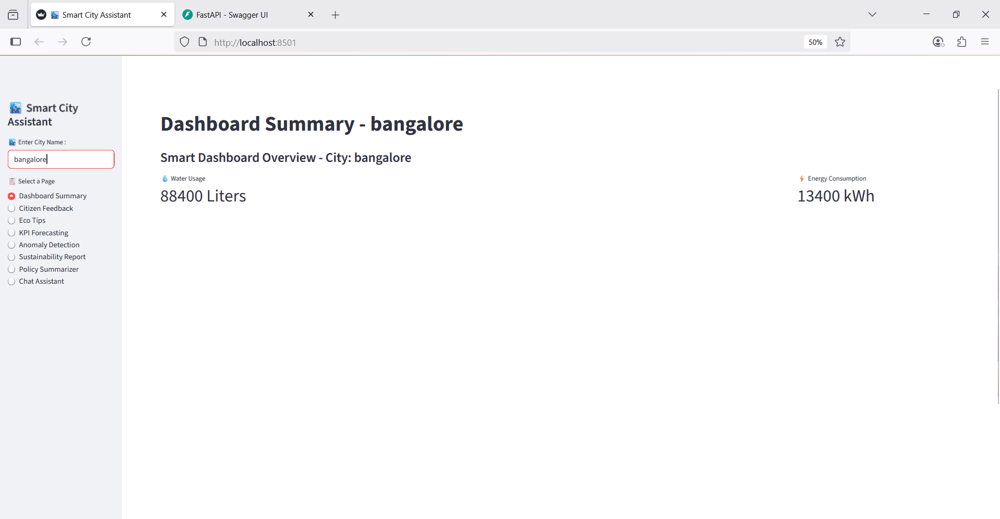 Smart City Assistant
FastAPI - Swagger UI
http://localhost:8501
50%
Smart City
Assistant
Enter City Name :
bangalore
Select a Page
Dashboard Summary
Citizen Feedback
Eco Tips
KPI Forecasting
Anomaly Detection
Sustainability Report
Policy Summarizer
Chat Assistant
Dashboard Summary - bangalore
Smart Dashboard Overview - City: bangalore
Water Usage
88400 Liters
Energy Consumption
13400 kWh